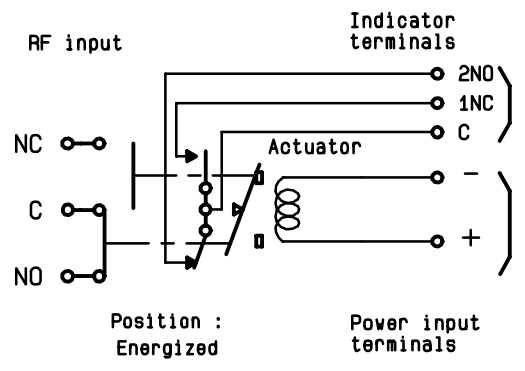 RF input
Indicator
terminals
2NO
1NC
C
NC
Actuator
-
C
+
NO
Position :
Energized
Power input
terminals